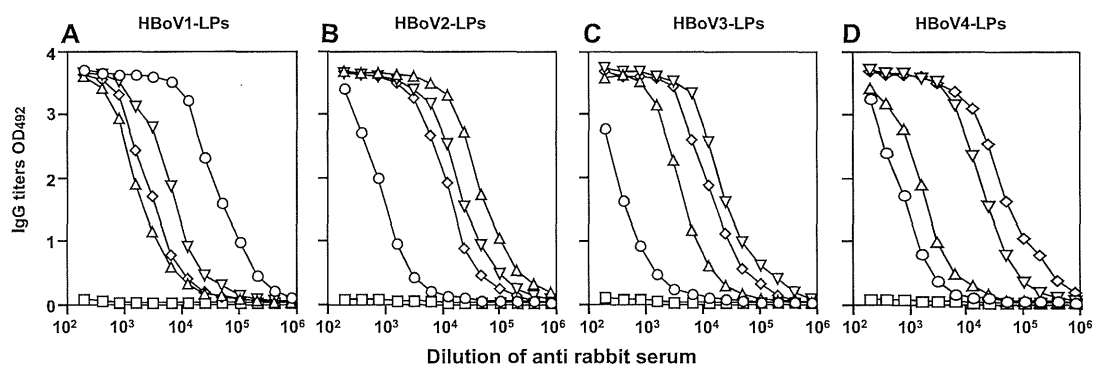 A HBoV1-LPs
B HBoV2-LPs
C HBoV3-LPs
D HBoV4-LPs
IgG titers OD492
4
3
2
1
0
10² 10³ 10⁴ 10⁵ 10⁶
10² 10³ 10⁴ 10⁵ 10⁶
10² 10³ 10⁴ 10⁵ 10⁶
10² 10³ 10⁴ 10⁵ 10⁶
Dilution of anti rabbit serum